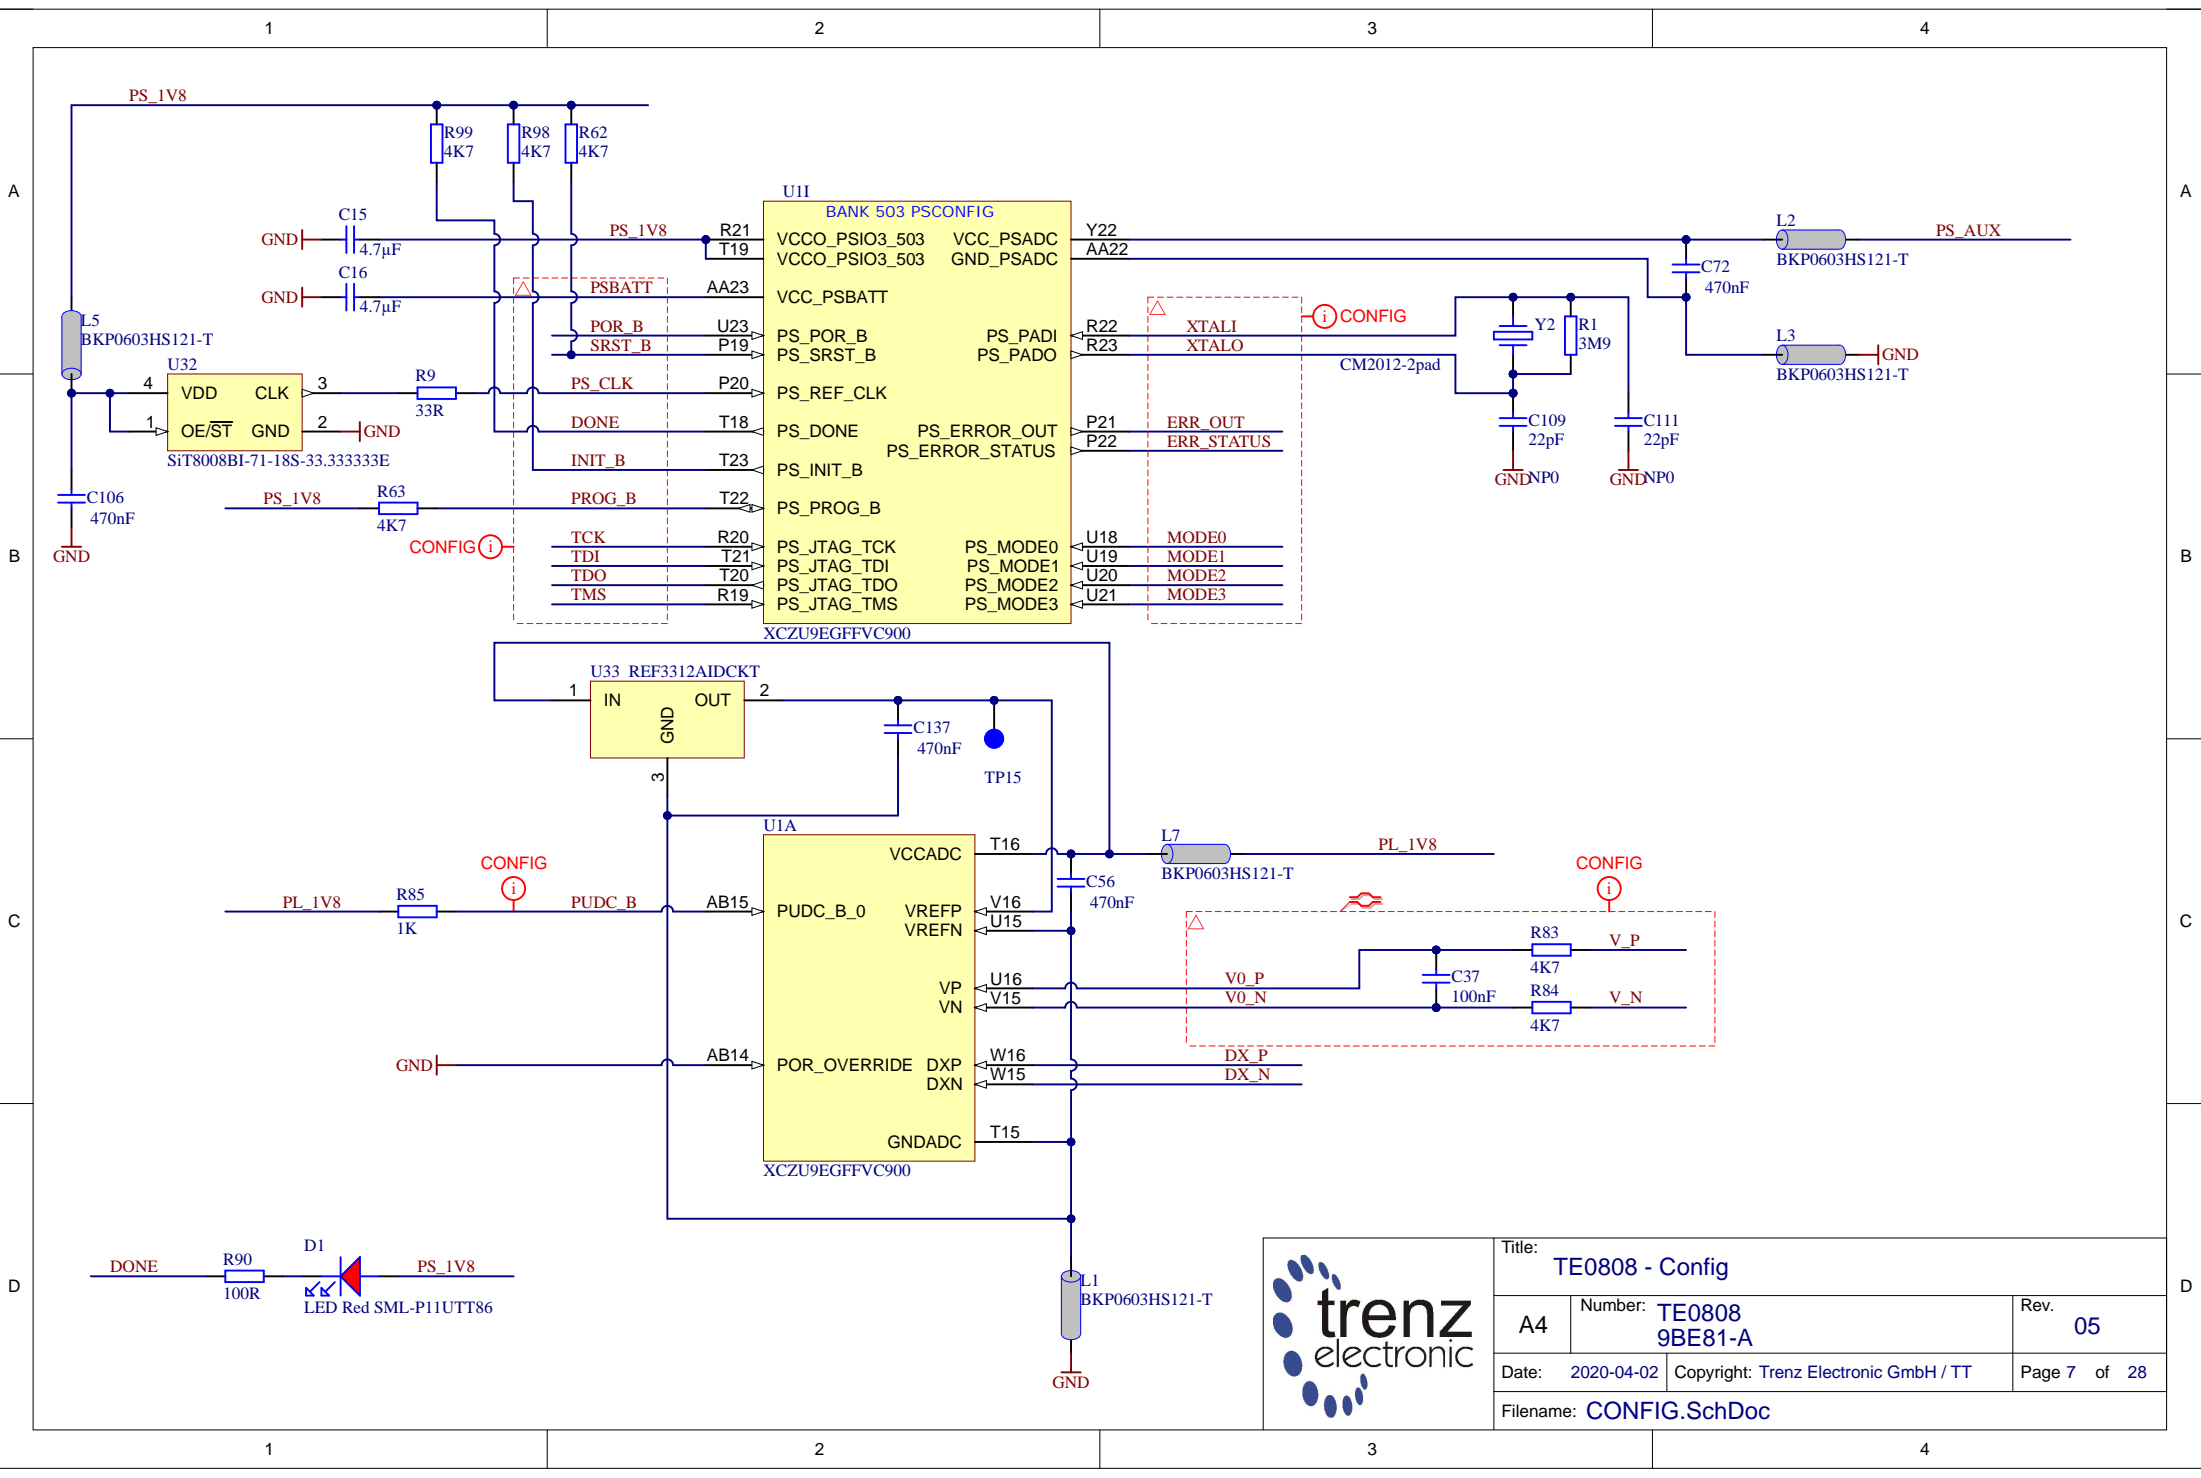 1
2
3
4
A
A
B
B
C
C
D
D
PS_1V8
R99
4K7
R98
4K7
R62
4K7
C15
4.7µF
GND
PS_1V8
C16
4.7µF
GND
PSBATT
POR_B
SRST_B
L5
BKP0603HS121-T
U32
4 VDD CLK 3
1 OE/ST GND 2 GND
SiT8008BI-71-18S-33.333333E
R9
33R
PS_CLK
DONE
INIT_B
C106
470nF
GND
PS_1V8
R63
4K7
PROG_B
CONFIG i
TCK
TDI
TDO
TMS
U1I
BANK 503 PSCONFIG
R21 VCCO_PSIO3_503
T19 VCCO_PSIO3_503
AA23 VCC_PSBATT
U23 PS_POR_B
P19 PS_SRST_B
P20 PS_REF_CLK
T18 PS_DONE
T23 PS_INIT_B
T22 PS_PROG_B
R20 PS_JTAG_TCK
T21 PS_JTAG_TDI
T20 PS_JTAG_TDO
R19 PS_JTAG_TMS
VCC_PSADC Y22
GND_PSADC AA22
PS_PADI R22 XTALI
PS_PADO R23 XTALO
PS_ERROR_OUT P21 ERR_OUT
PS_ERROR_STATUS P22 ERR_STATUS
PS_MODE0 U18 MODE0
PS_MODE1 U19 MODE1
PS_MODE2 U20 MODE2
PS_MODE3 U21 MODE3
XCZU9EGFFVC900
i CONFIG
L2
BKP0603HS121-T
PS_AUX
C72
470nF
L3
BKP0603HS121-T
GND
Y2
CM2012-2pad
R1
3M9
C109
22pF
GND NP0
C111
22pF
GND NP0
U33 REF3312AIDCKT
1 IN OUT 2
GND
3
C137
470nF
TP15
U1A
VCCADC T16
AB15 PUDC_B_0
VREFP V16
VREFN U15
VP U16
VN V15
AB14 POR_OVERRIDE
DXP W16
DXN W15
GNDADC T15
XCZU9EGFFVC900
CONFIG
i
PL_1V8
R85
1K
PUDC_B
GND
C56
470nF
L7
BKP0603HS121-T
PL_1V8
CONFIG
i
V0_P
V0_N
C37
100nF
R83
4K7
V_P
R84
4K7
V_N
DX_P
DX_N
L1
BKP0603HS121-T
GND
DONE
R90
100R
D1
PS_1V8
LED Red SML-P11UTT86
trenz
electronic
Title:
TE0808 - Config
A4
Number: TE0808
9BE81-A
Rev.
05
Date: 2020-04-02 Copyright: Trenz Electronic GmbH / TT Page 7 of 28
Filename: CONFIG.SchDoc
1
2
3
4